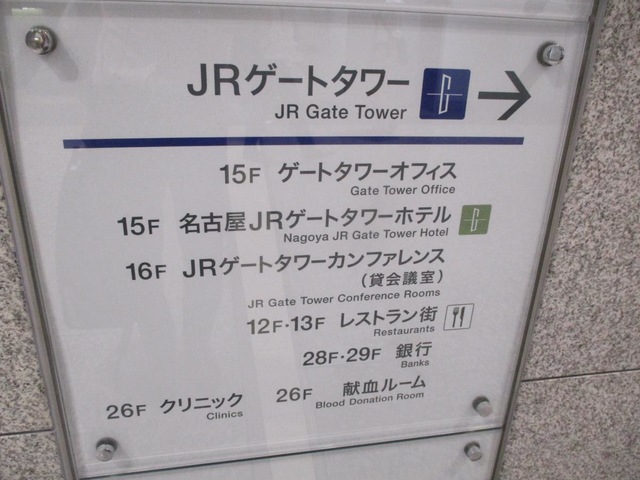 JRゲートタワー
JR Gate Tower
15F ゲートタワーオフィス
Gate Tower Office
15F 名古屋JRゲートタワーホテル
Nagoya JR Gate Tower Hotel
16F JRゲートタワーカンファレンス
(貸会議室)
JR Gate Tower Conference Rooms
12F·13F レストラン街
Restaurants
28F·29F 銀行
Banks
26F クリニック
Clinics
26F 献血ルーム
Blood Donation Room